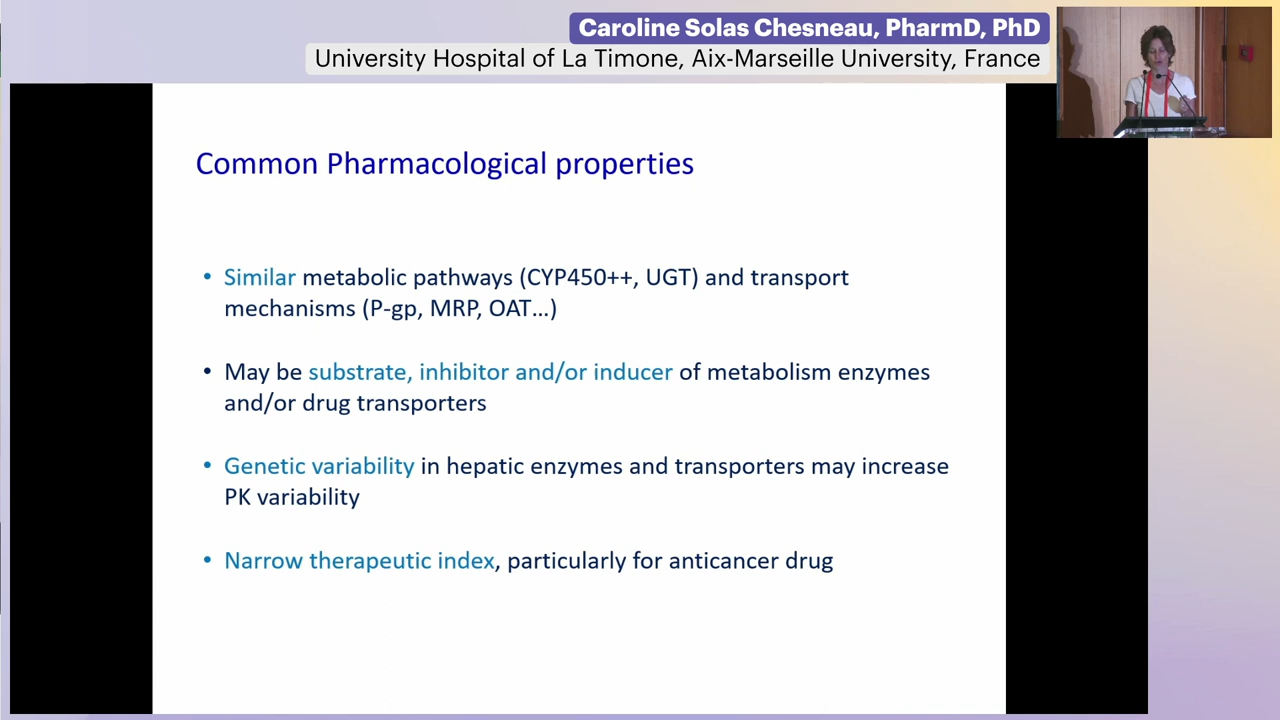 Caroline Solas Chesneau, PharmD, PhD
University Hospital of La Timone, Aix-Marseille University, France
Common Pharmacological properties
• Similar metabolic pathways (CYP450++, UGT) and transport
mechanisms (P-gp, MRP, OAT...)
• May be substrate, inhibitor and/or inducer of metabolism enzymes
and/or drug transporters
• Genetic variability in hepatic enzymes and transporters may increase
PK variability
• Narrow therapeutic index, particularly for anticancer drug